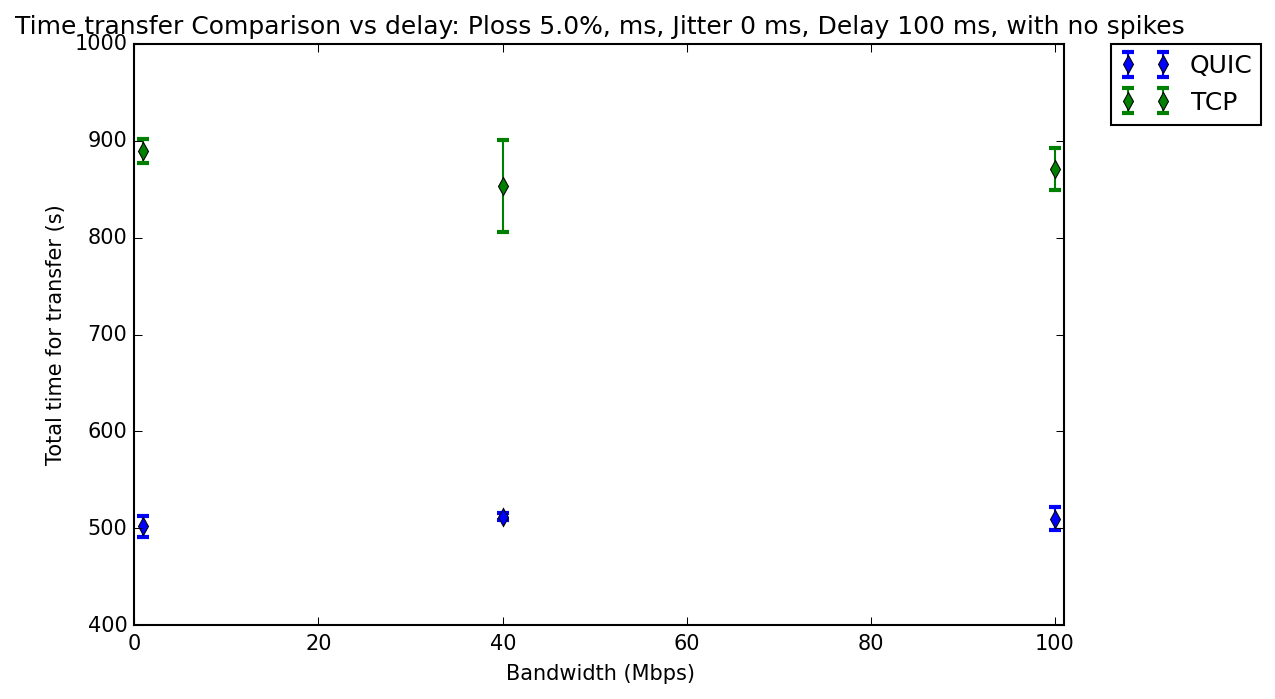 Time transfer Comparison vs delay: Ploss 5.0%, ms, Jitter 0 ms, Delay 100 ms, with no spikes
QUIC
TCP
1000
900
800
700
600
500
400
Total time for transfer (s)
0 20 40 60 80 100
Bandwidth (Mbps)